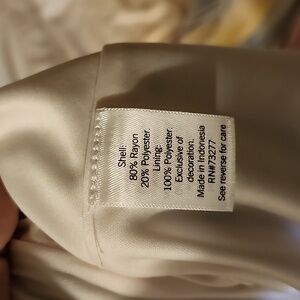 Shell:
80% Rayon
20% Polyester
Lining:
100% Polyester.
Exclusive of
decoration.
Made in Indonesia
RN#73277
See reverse for care